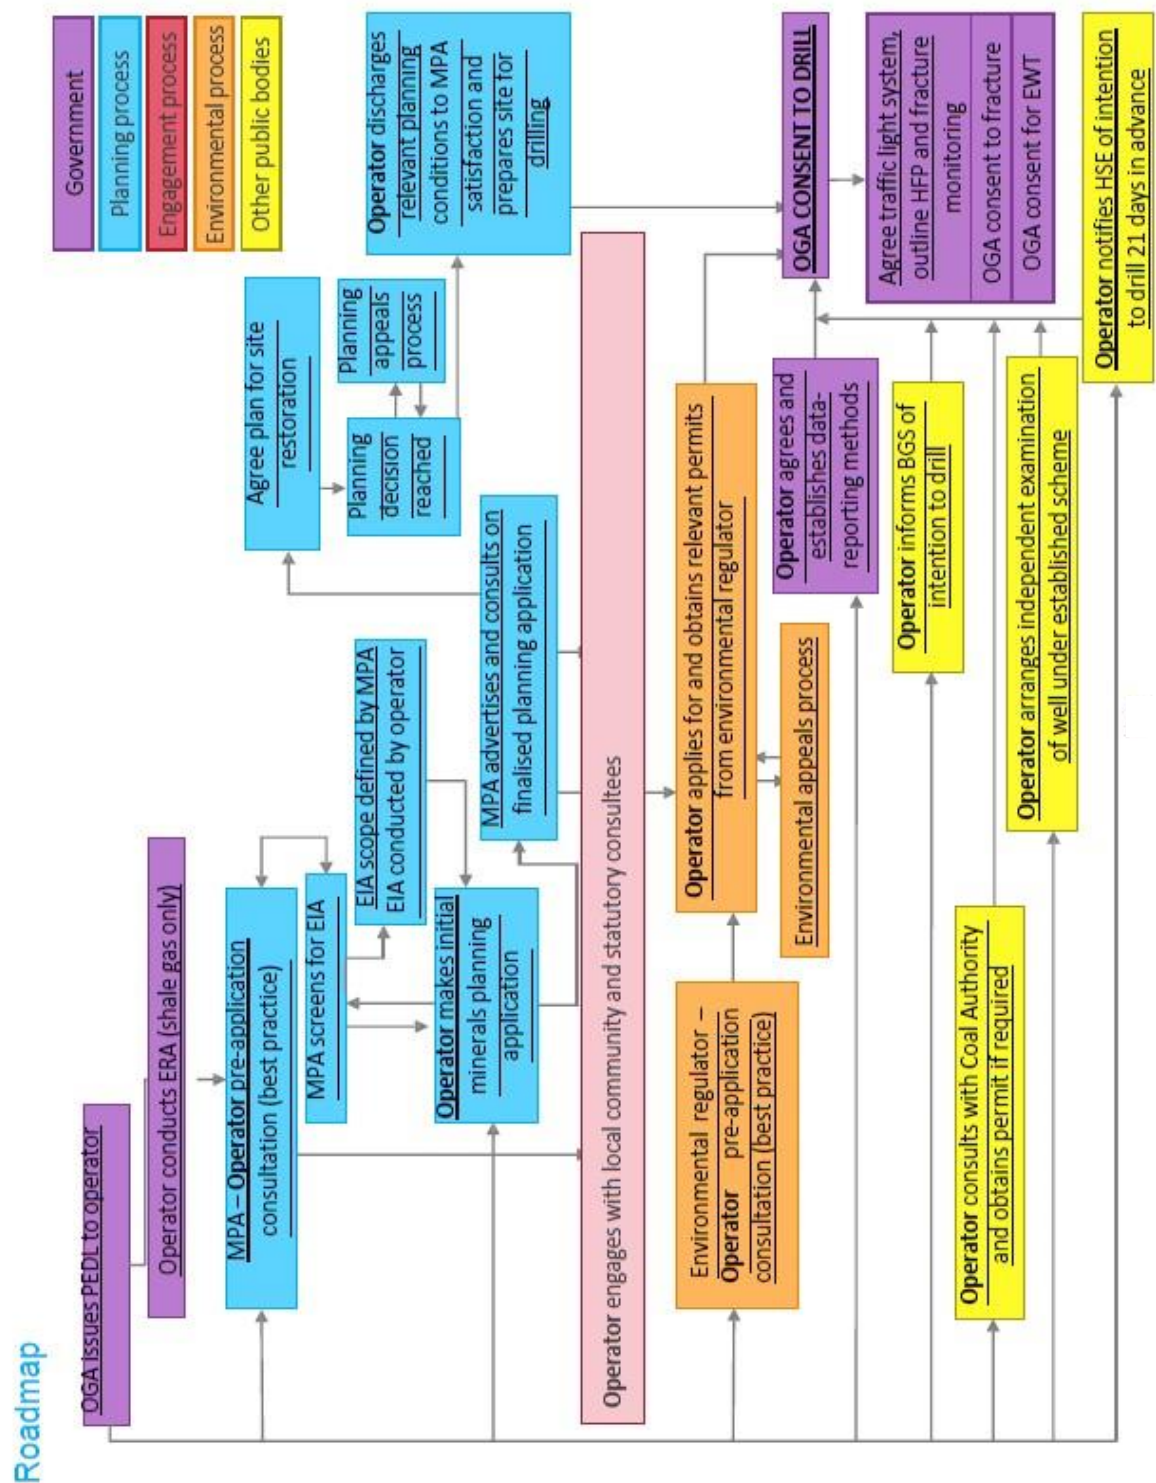 Roadmap
Government
Planning process
Engagement process
Environmental process
Other public bodies
OGA issues PEDL to operator
Operator conducts ERA (shale gas only)
MPA – Operator pre-application
consultation (best practice)
MPA screens for EIA
EIA scope defined by MPA
EIA conducted by operator
Operator makes initial
minerals planning
application
MPA advertises and consults on
finalised planning application
Agree plan for site
restoration
Planning
decision
reached
Planning
appeals
process
Operator discharges
relevant planning
conditions to MPA
satisfaction and
prepares site for
drilling
Operator engages with local community and statutory consultees
Environmental regulator –
Operator pre-application
consultation (best practice)
Operator applies for and obtains relevant permits
from environmental regulator
Environmental appeals process
OGA CONSENT TO DRILL
Operator agrees and
establishes data-
reporting methods
Agree traffic light system,
outline HFP and fracture
monitoring
OGA consent to fracture
OGA consent for EWT
Operator informs BGS of
intention to drill
Operator consults with Coal Authority
and obtains permit if required
Operator arranges independent examination
of well under established scheme
Operator notifies HSE of intention
to drill 21 days in advance